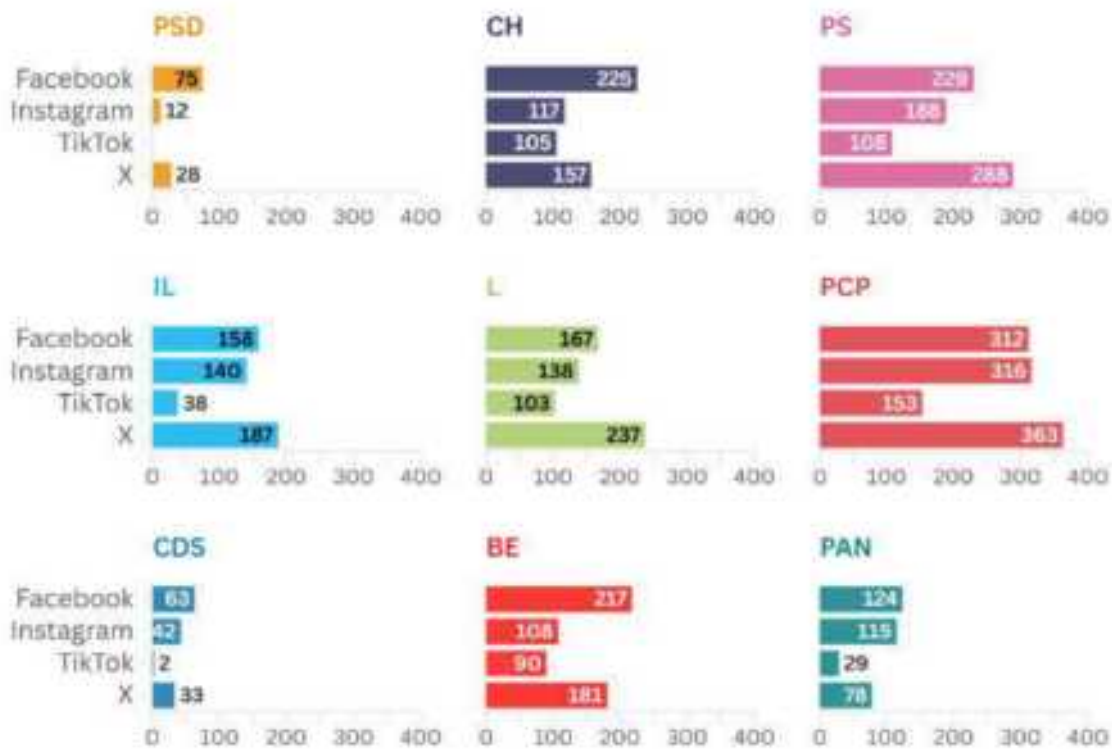 PSD CH PS
Facebook 75 225 229
Instagram 12 117 188
TikTok 105 108
X 28 157 288
0 100 200 300 400 0 100 200 300 400 0 100 200 300 400
IL L PCP
Facebook 158 167 312
Instagram 140 138 316
TikTok 38 103 153
X 187 237 363
0 100 200 300 400 0 100 200 300 400 0 100 200 300 400
CDS BE PAN
Facebook 63 217 124
Instagram 42 108 115
TikTok 2 90 29
X 33 181 78
0 100 200 300 400 0 100 200 300 400 0 100 200 300 400